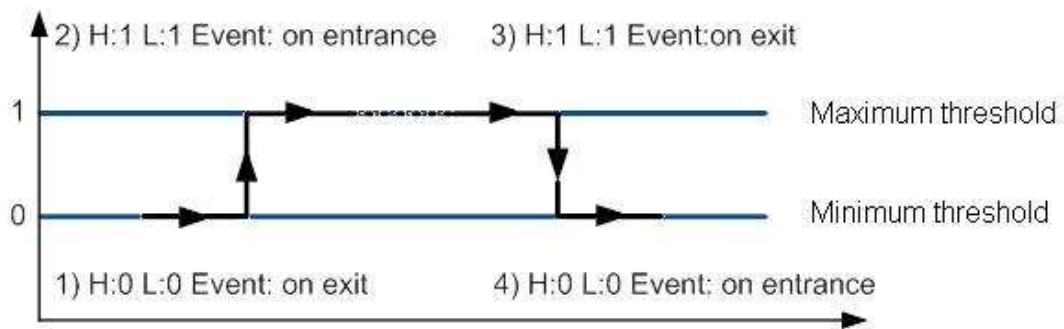 2) H:1 L:1 Event: on entrance
3) H:1 L:1 Event:on exit
1
Maximum threshold
0
Minimum threshold
1) H:0 L:0 Event: on exit
4) H:0 L:0 Event: on entrance